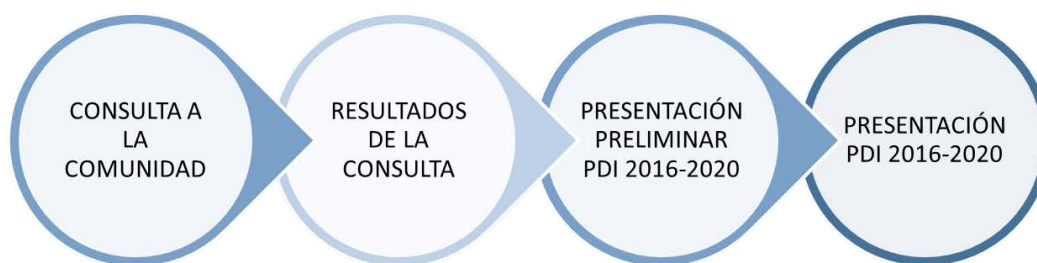 CONSULTA A
LA
COMUNIDAD
RESULTADOS
DE LA
CONSULTA
PRESENTACIÓN
PRELIMINAR
PDI 2016-2020
PRESENTACIÓN
PDI 2016-2020